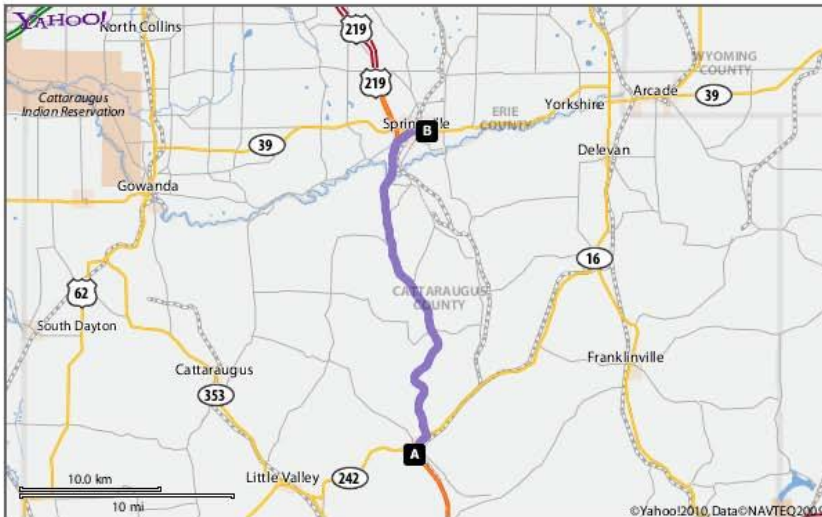 YAHOO!
North Collins
219
219
WYOMING
COUNTY
Cattaraugus
Indian Reservation
Yorkshire
Arcade
39
ERIE
COUNTY
Springville
B
39
Delevan
Gowanda
16
62
CATTARAUGUS
COUNTY
South Dayton
Franklinville
Cattaraugus
353
A
10.0 km
Little Valley
242
10 mi
©Yahoo!2010, Data©NAVTEQ2009